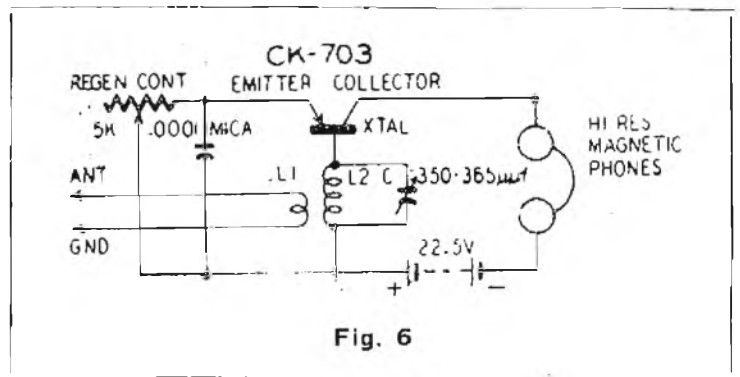 CK-703
REGEN CONT EMITTER COLLECTOR
5K .0001 MICA XTAL
HI RES
MAGNETIC
PHONES
ANT L1 L2 C 350-365µµf
GND
22.5V
+ −
Fig. 6